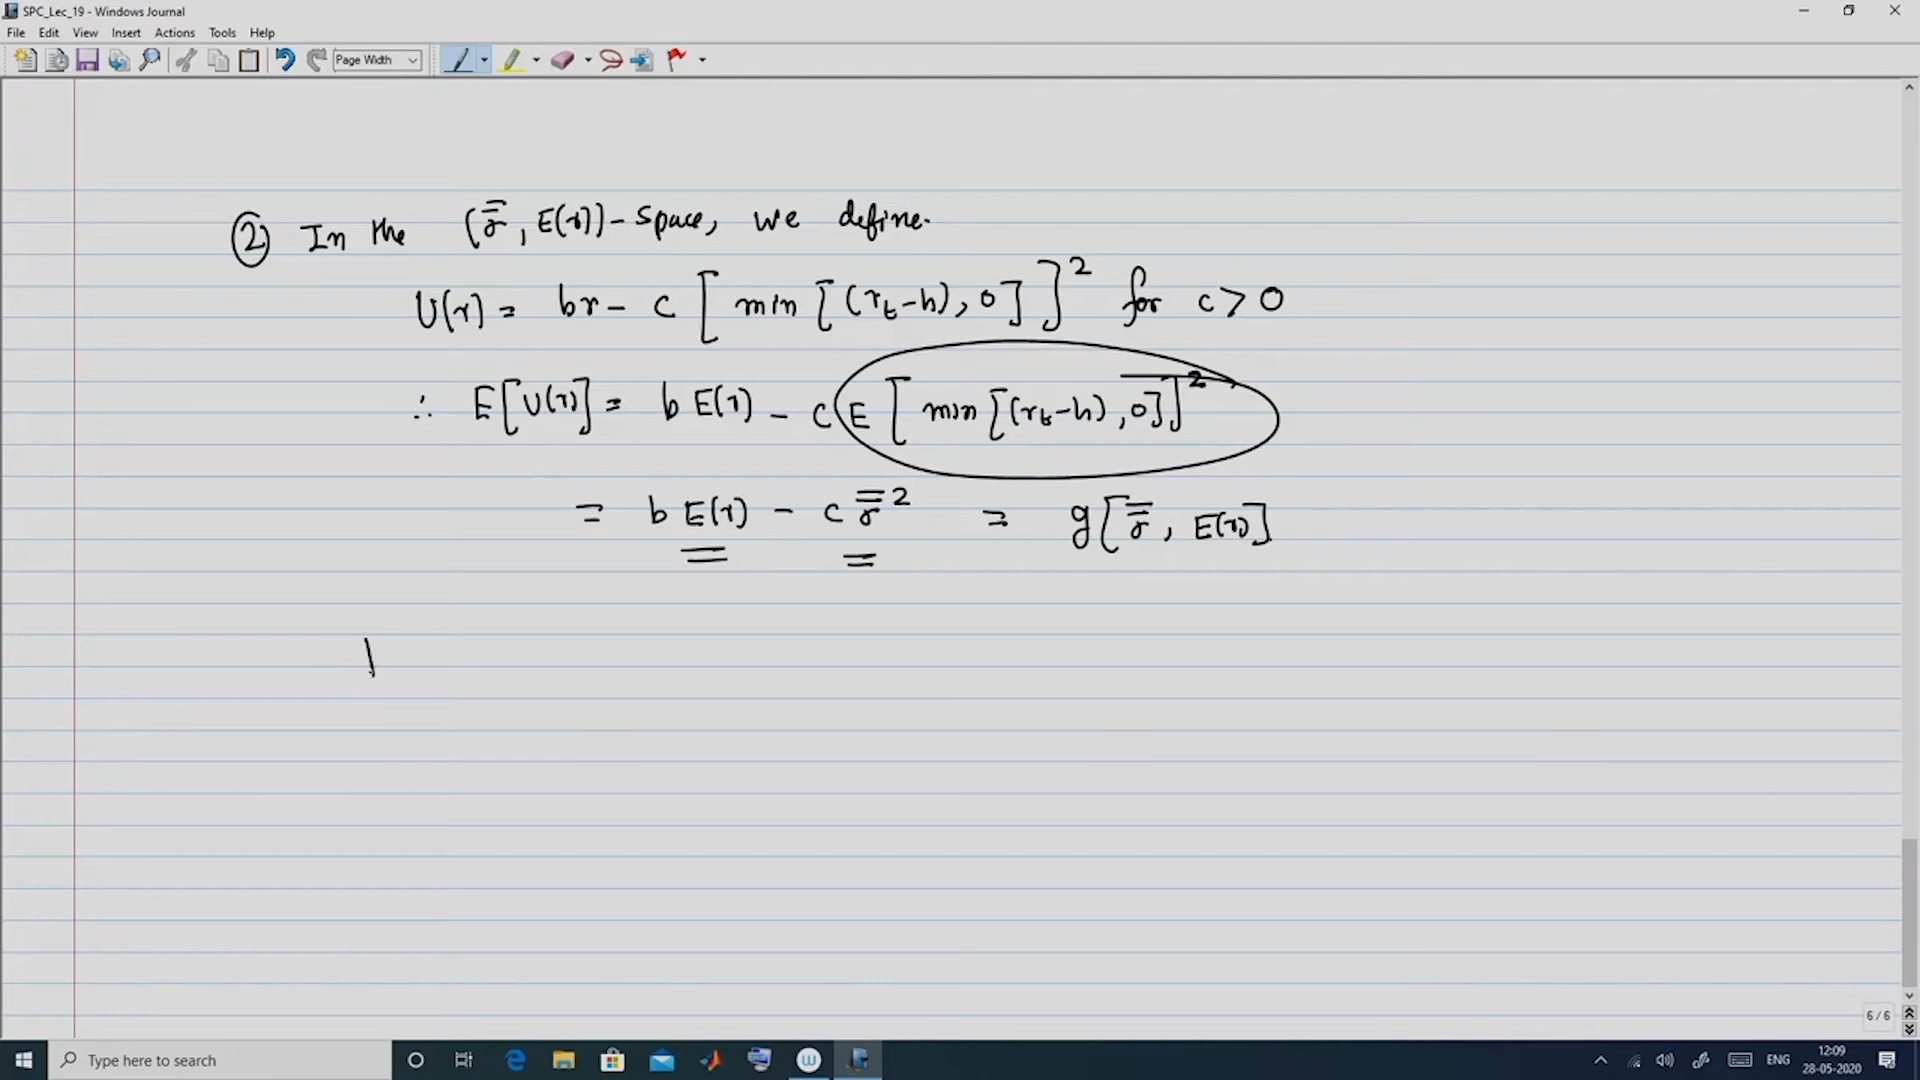 SPC_Lec_19 - Windows Journal
File Edit View Insert Actions Tools Help
Page Width
② In the (r̿, E(r)) - Space, we define.
U(r) = br - c [ min [(r_t - h), 0] ]² for c > 0
∴ E[U(r)] = b E(r) - c E [ min [(r_t - h), 0] ]²
= b E(r) - c r̿² = g[r̿, E(r)]
6 / 6
Type here to search
ENG
12:09
28-05-2020